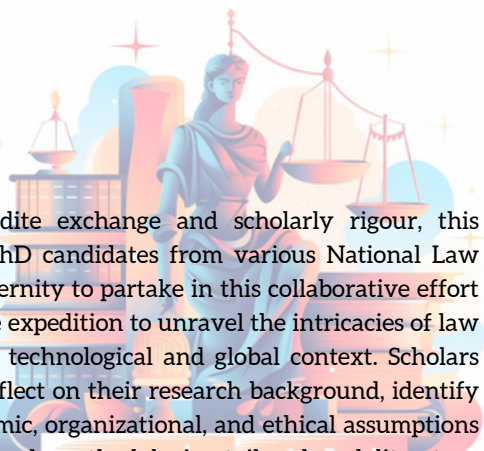 dite exchange and scholarly rigour, this
hD candidates from various National Law
ernity to partake in this collaborative effort
expedition to unravel the intricacies of law
technological and global context. Scholars
flect on their research background, identify
mic, organizational, and ethical assumptions